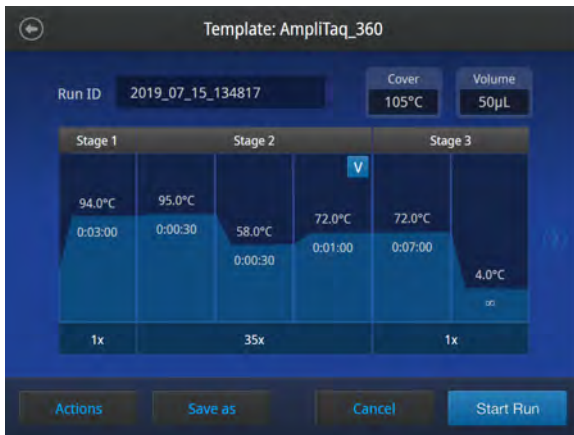 Template: AmpliTaq_360
Run ID 2019_07_15_134817
Cover
105°C
Volume
50µL
Stage 1 Stage 2 Stage 3
V
94.0°C
0:03:00
95.0°C
0:00:30
58.0°C
0:00:30
72.0°C
0:01:00
72.0°C
0:07:00
4.0°C
∞
1x 35x 1x
Actions Save as Cancel Start Run